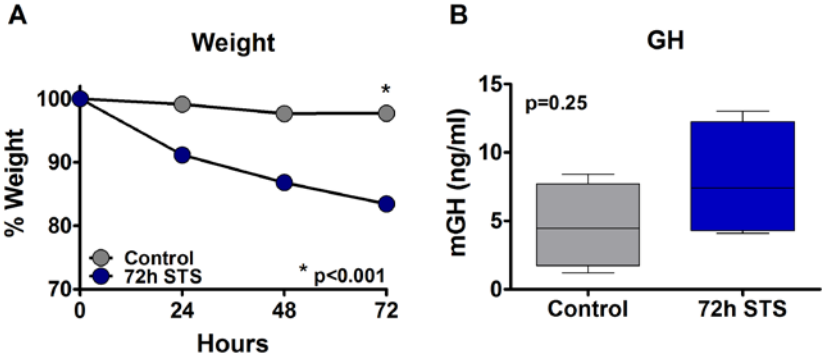 A
Weight
100
90
80
70
% Weight
*
Control
72h STS
* p<0.001
0 24 48 72
Hours
B
GH
15
10
5
0
mGH (ng/ml)
p=0.25
Control 72h STS